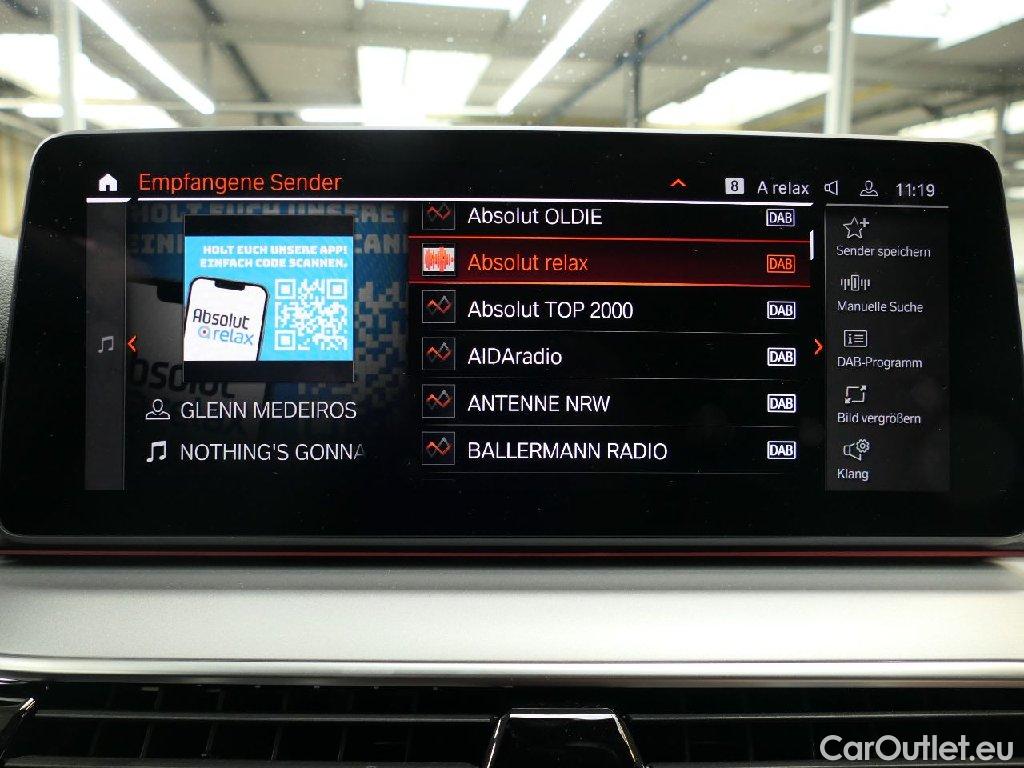 Empfangene Sender
8 A relax 11:19
HOLT EUCH UNSERE APP!
EINFACH CODE SCANNEN.
Absolut
relax
GLENN MEDEIROS
NOTHING'S GONNA
Absolut OLDIE DAB
Absolut relax DAB
Absolut TOP 2000 DAB
AIDAradio DAB
ANTENNE NRW DAB
BALLERMANN RADIO DAB
Sender speichern
Manuelle Suche
DAB-Programm
Bild vergrößern
Klang
CarOutlet.eu